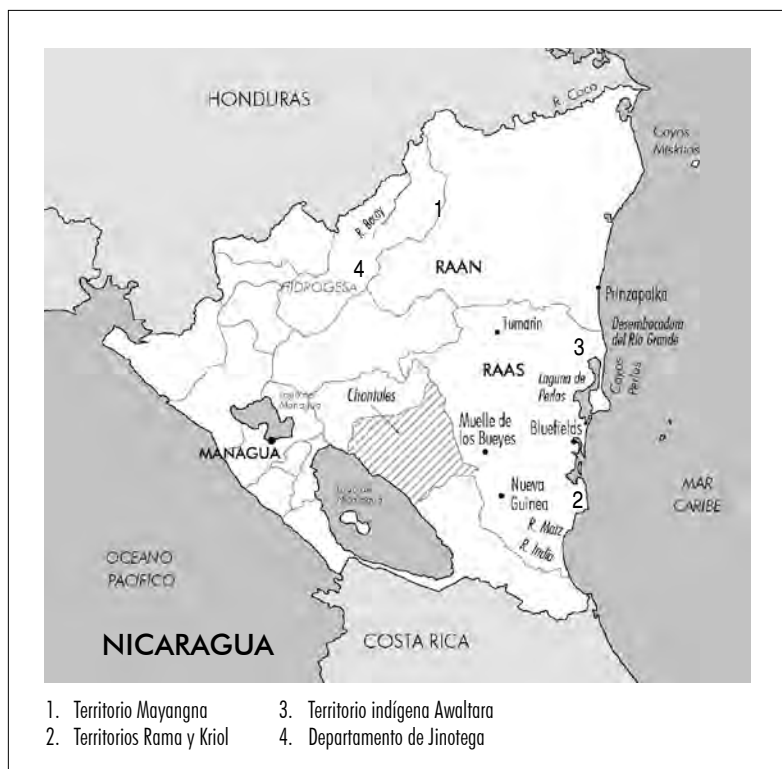 HONDURAS
R. Coco
Cayos
Miskitos
1
R. Bocay
4
RAAN
HIDROGESA
Prinzapolka
Tumarin
Desembocadura
del Río Grande
3
RAAS
Laguna de
Perlas
Cayos
Perlas
Chontales
Muelle de
los Bueyes
Bluefields
MANAGUA
Nueva
Guinea
2
R. Maiz
R. Indio
MAR
CARIBE
OCEANO
PACIFICO
NICARAGUA
COSTA RICA
1. Territorio Mayangna
2. Territorios Rama y Kriol
3. Territorio indígena Awaltara
4. Departamento de Jinotega